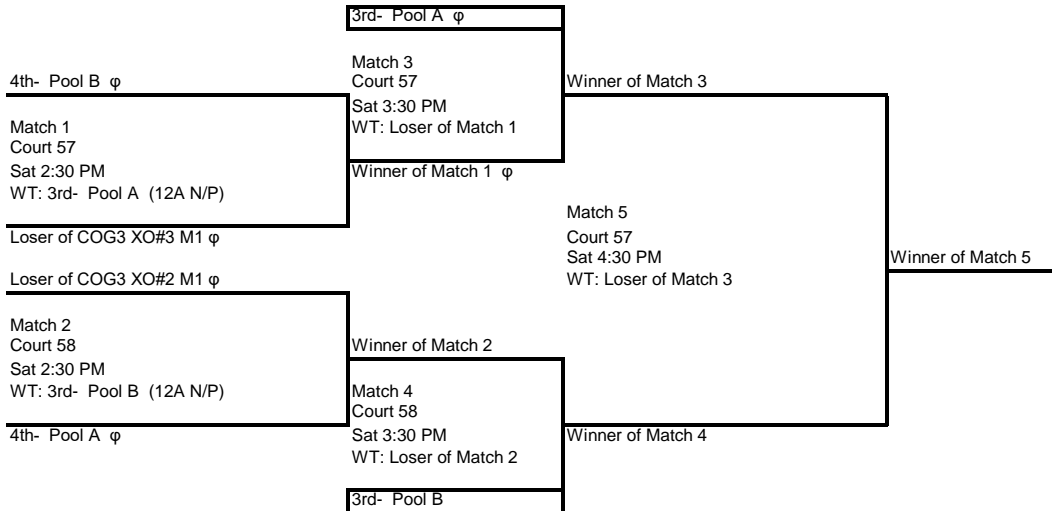 3rd- Pool A φ
4th- Pool B φ
Match 3
Court 57
Sat 3:30 PM
WT: Loser of Match 1
Winner of Match 3
Match 1
Court 57
Sat 2:30 PM
WT: 3rd- Pool A (12A N/P)
Winner of Match 1 φ
Loser of COG3 XO#3 M1 φ
Match 5
Court 57
Sat 4:30 PM
WT: Loser of Match 3
Winner of Match 5
Loser of COG3 XO#2 M1 φ
Match 2
Court 58
Sat 2:30 PM
WT: 3rd- Pool B (12A N/P)
Winner of Match 2
4th- Pool A φ
Match 4
Court 58
Sat 3:30 PM
WT: Loser of Match 2
Winner of Match 4
3rd- Pool B